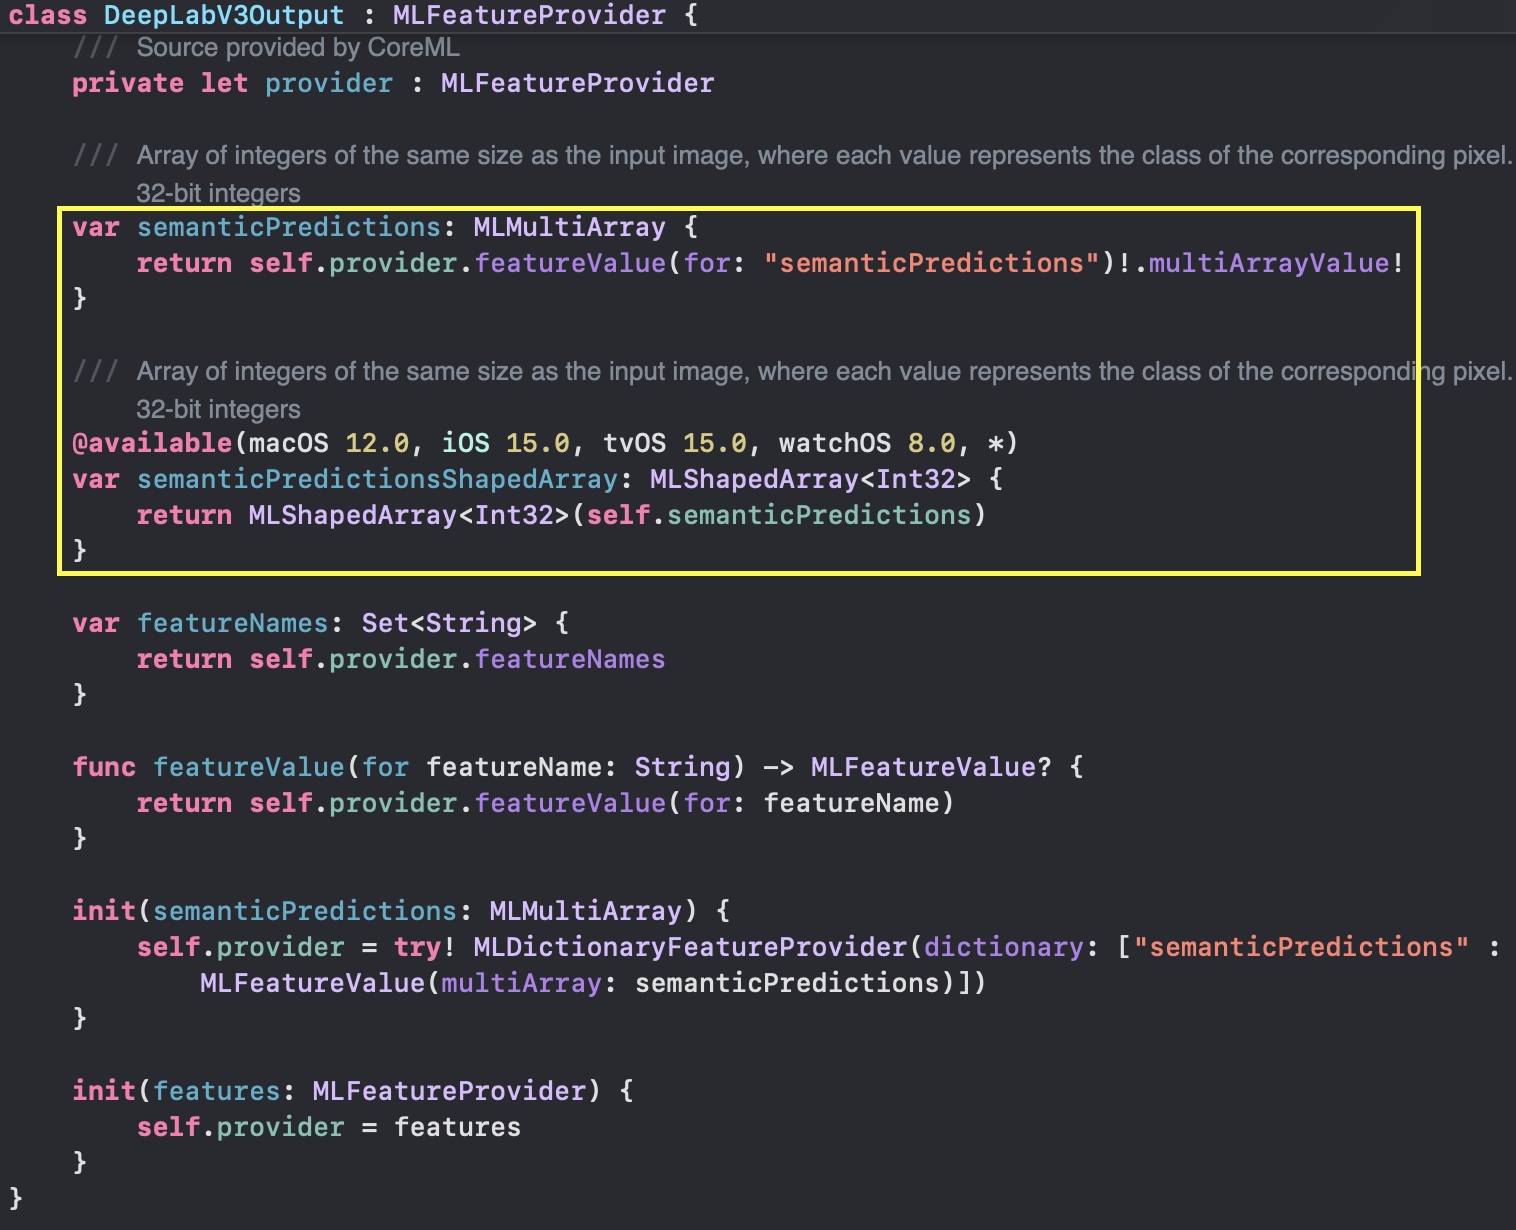 class DeepLabV3Output : MLFeatureProvider {
/// Source provided by CoreML
private let provider : MLFeatureProvider
/// Array of integers of the same size as the input image, where each value represents the class of the corresponding pixel.
32-bit integers
var semanticPredictions: MLMultiArray {
return self.provider.featureValue(for: "semanticPredictions")!.multiArrayValue!
}
/// Array of integers of the same size as the input image, where each value represents the class of the corresponding pixel.
32-bit integers
@available(macOS 12.0, iOS 15.0, tvOS 15.0, watchOS 8.0, *)
var semanticPredictionsShapedArray: MLShapedArray<Int32> {
return MLShapedArray<Int32>(self.semanticPredictions)
}
var featureNames: Set<String> {
return self.provider.featureNames
}
func featureValue(for featureName: String) -> MLFeatureValue? {
return self.provider.featureValue(for: featureName)
}
init(semanticPredictions: MLMultiArray) {
self.provider = try! MLDictionaryFeatureProvider(dictionary: ["semanticPredictions" :
MLFeatureValue(multiArray: semanticPredictions)])
}
init(features: MLFeatureProvider) {
self.provider = features
}
}